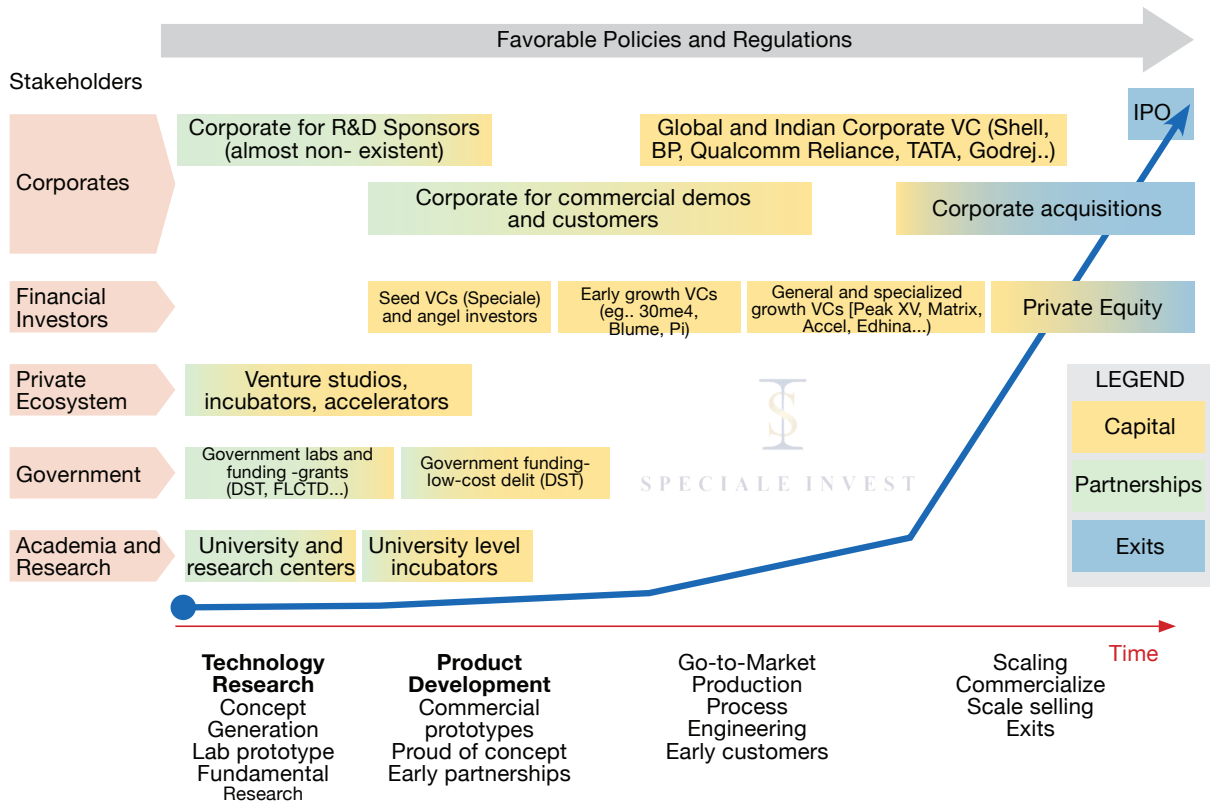 Favorable Policies and Regulations
Stakeholders
IPO
Corporates
Corporate for R&D Sponsors
(almost non- existent)
Global and Indian Corporate VC (Shell,
BP, Qualcomm Reliance, TATA, Godrej..)
Corporate for commercial demos
and customers
Corporate acquisitions
Financial
Investors
Seed VCs (Speciale)
and angel investors
Early growth VCs
(eg.. 30me4,
Blume, Pi)
General and specialized
growth VCs [Peak XV, Matrix,
Accel, Edhina...)
Private Equity
Private
Ecosystem
Venture studios,
incubators, accelerators
LEGEND
Capital
Partnerships
Exits
Government
Government labs and
funding -grants
(DST, FLCTD...)
Government funding-
low-cost delit (DST)
SPECIALE INVEST
Academia and
Research
University and
research centers
University level
incubators
Time
Technology
Research
Concept
Generation
Lab prototype
Fundamental
Research
Product
Development
Commercial
prototypes
Proud of concept
Early partnerships
Go-to-Market
Production
Process
Engineering
Early customers
Scaling
Commercialize
Scale selling
Exits